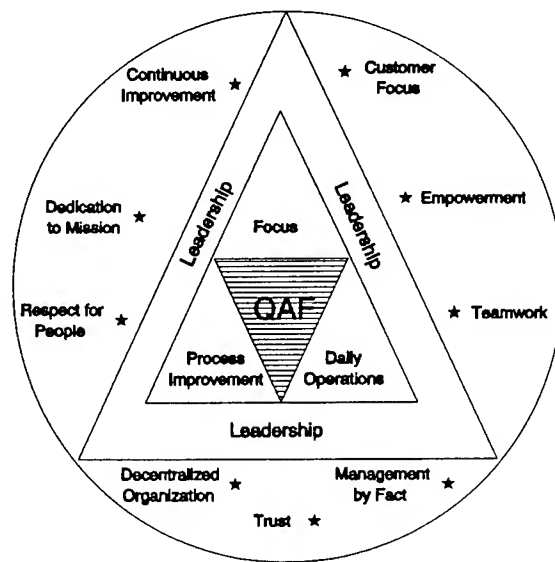 Continuous
Improvement
Customer
Focus
Dedication
to Mission
Leadership
Leadership
Empowerment
Focus
Respect for
People
QAF
Teamwork
Process
Improvement
Daily
Operations
Leadership
Decentralized
Organization
Management
by Fact
Trust